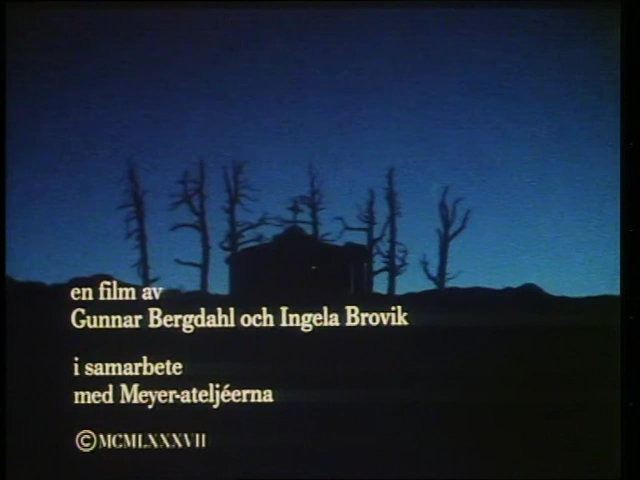 en film av
Gunnar Bergdahl och Ingela Brovik
i samarbete
med Meyer-ateljéerna
©MCMLXXXVII